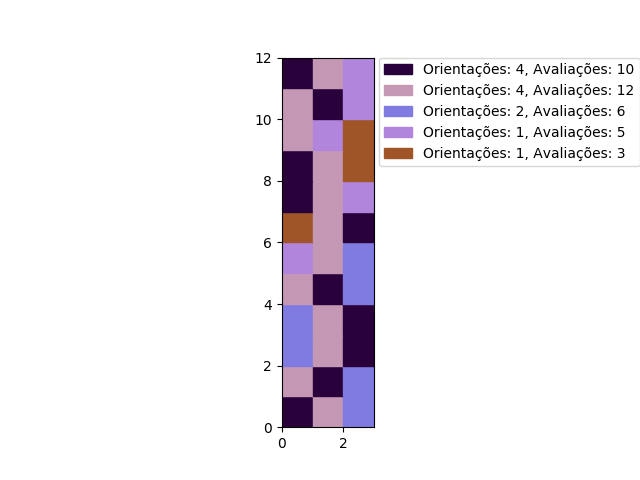 Orientações: 4, Avaliações: 10
Orientações: 4, Avaliações: 12
Orientações: 2, Avaliações: 6
Orientações: 1, Avaliações: 5
Orientações: 1, Avaliações: 3
12
10
8
6
4
2
0
0 2